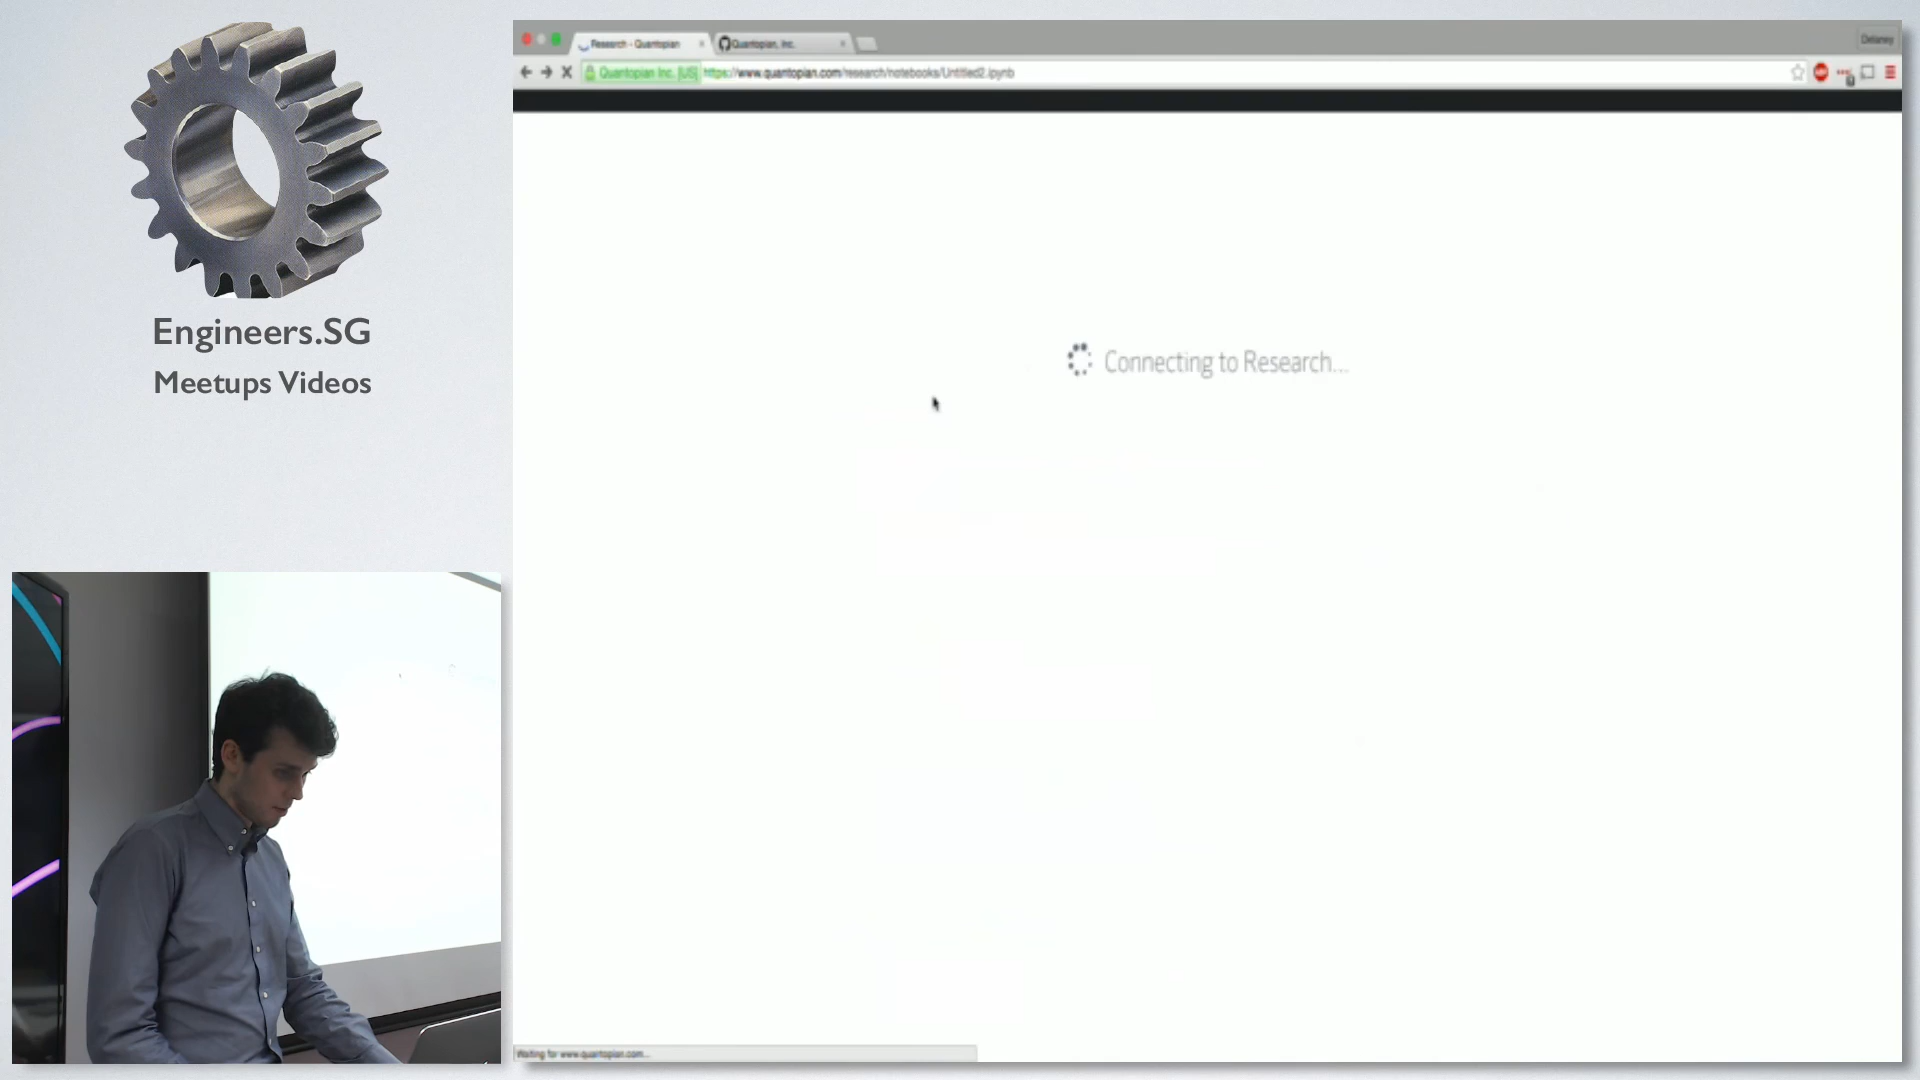 Engineers.SG
Meetups Videos
Research - Quantopian
Quantopian, Inc.
Delaney
Quantopian Inc. [US]
https://www.quantopian.com/research/notebooks/Untitled2.ipynb
Connecting to Research...
Waiting for www.quantopian.com...